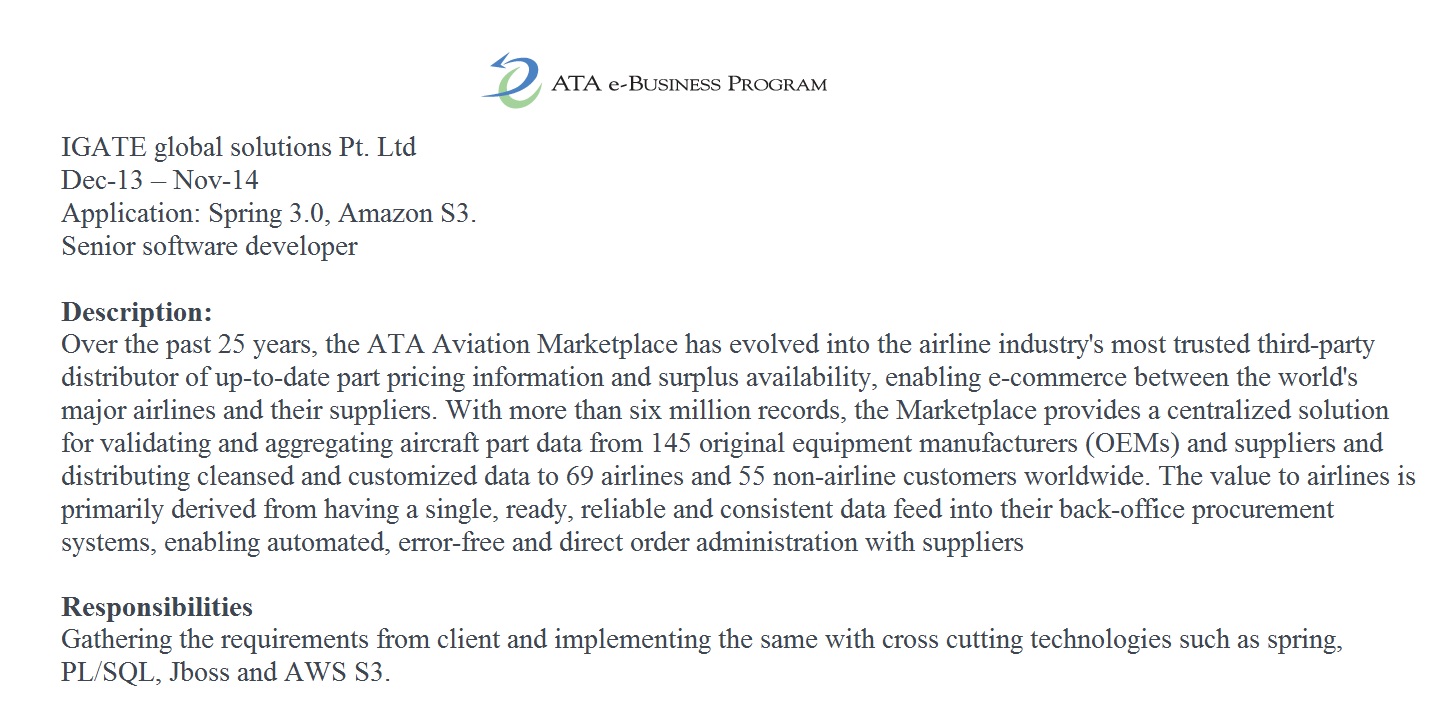 ATA e-Business Program
IGATE global solutions Pt. Ltd
Dec-13 – Nov-14
Application: Spring 3.0, Amazon S3.
Senior software developer
Description:
Over the past 25 years, the ATA Aviation Marketplace has evolved into the airline industry's most trusted third-party
distributor of up-to-date part pricing information and surplus availability, enabling e-commerce between the world's
major airlines and their suppliers. With more than six million records, the Marketplace provides a centralized solution
for validating and aggregating aircraft part data from 145 original equipment manufacturers (OEMs) and suppliers and
distributing cleansed and customized data to 69 airlines and 55 non-airline customers worldwide. The value to airlines is
primarily derived from having a single, ready, reliable and consistent data feed into their back-office procurement
systems, enabling automated, error-free and direct order administration with suppliers
Responsibilities
Gathering the requirements from client and implementing the same with cross cutting technologies such as spring,
PL/SQL, Jboss and AWS S3.